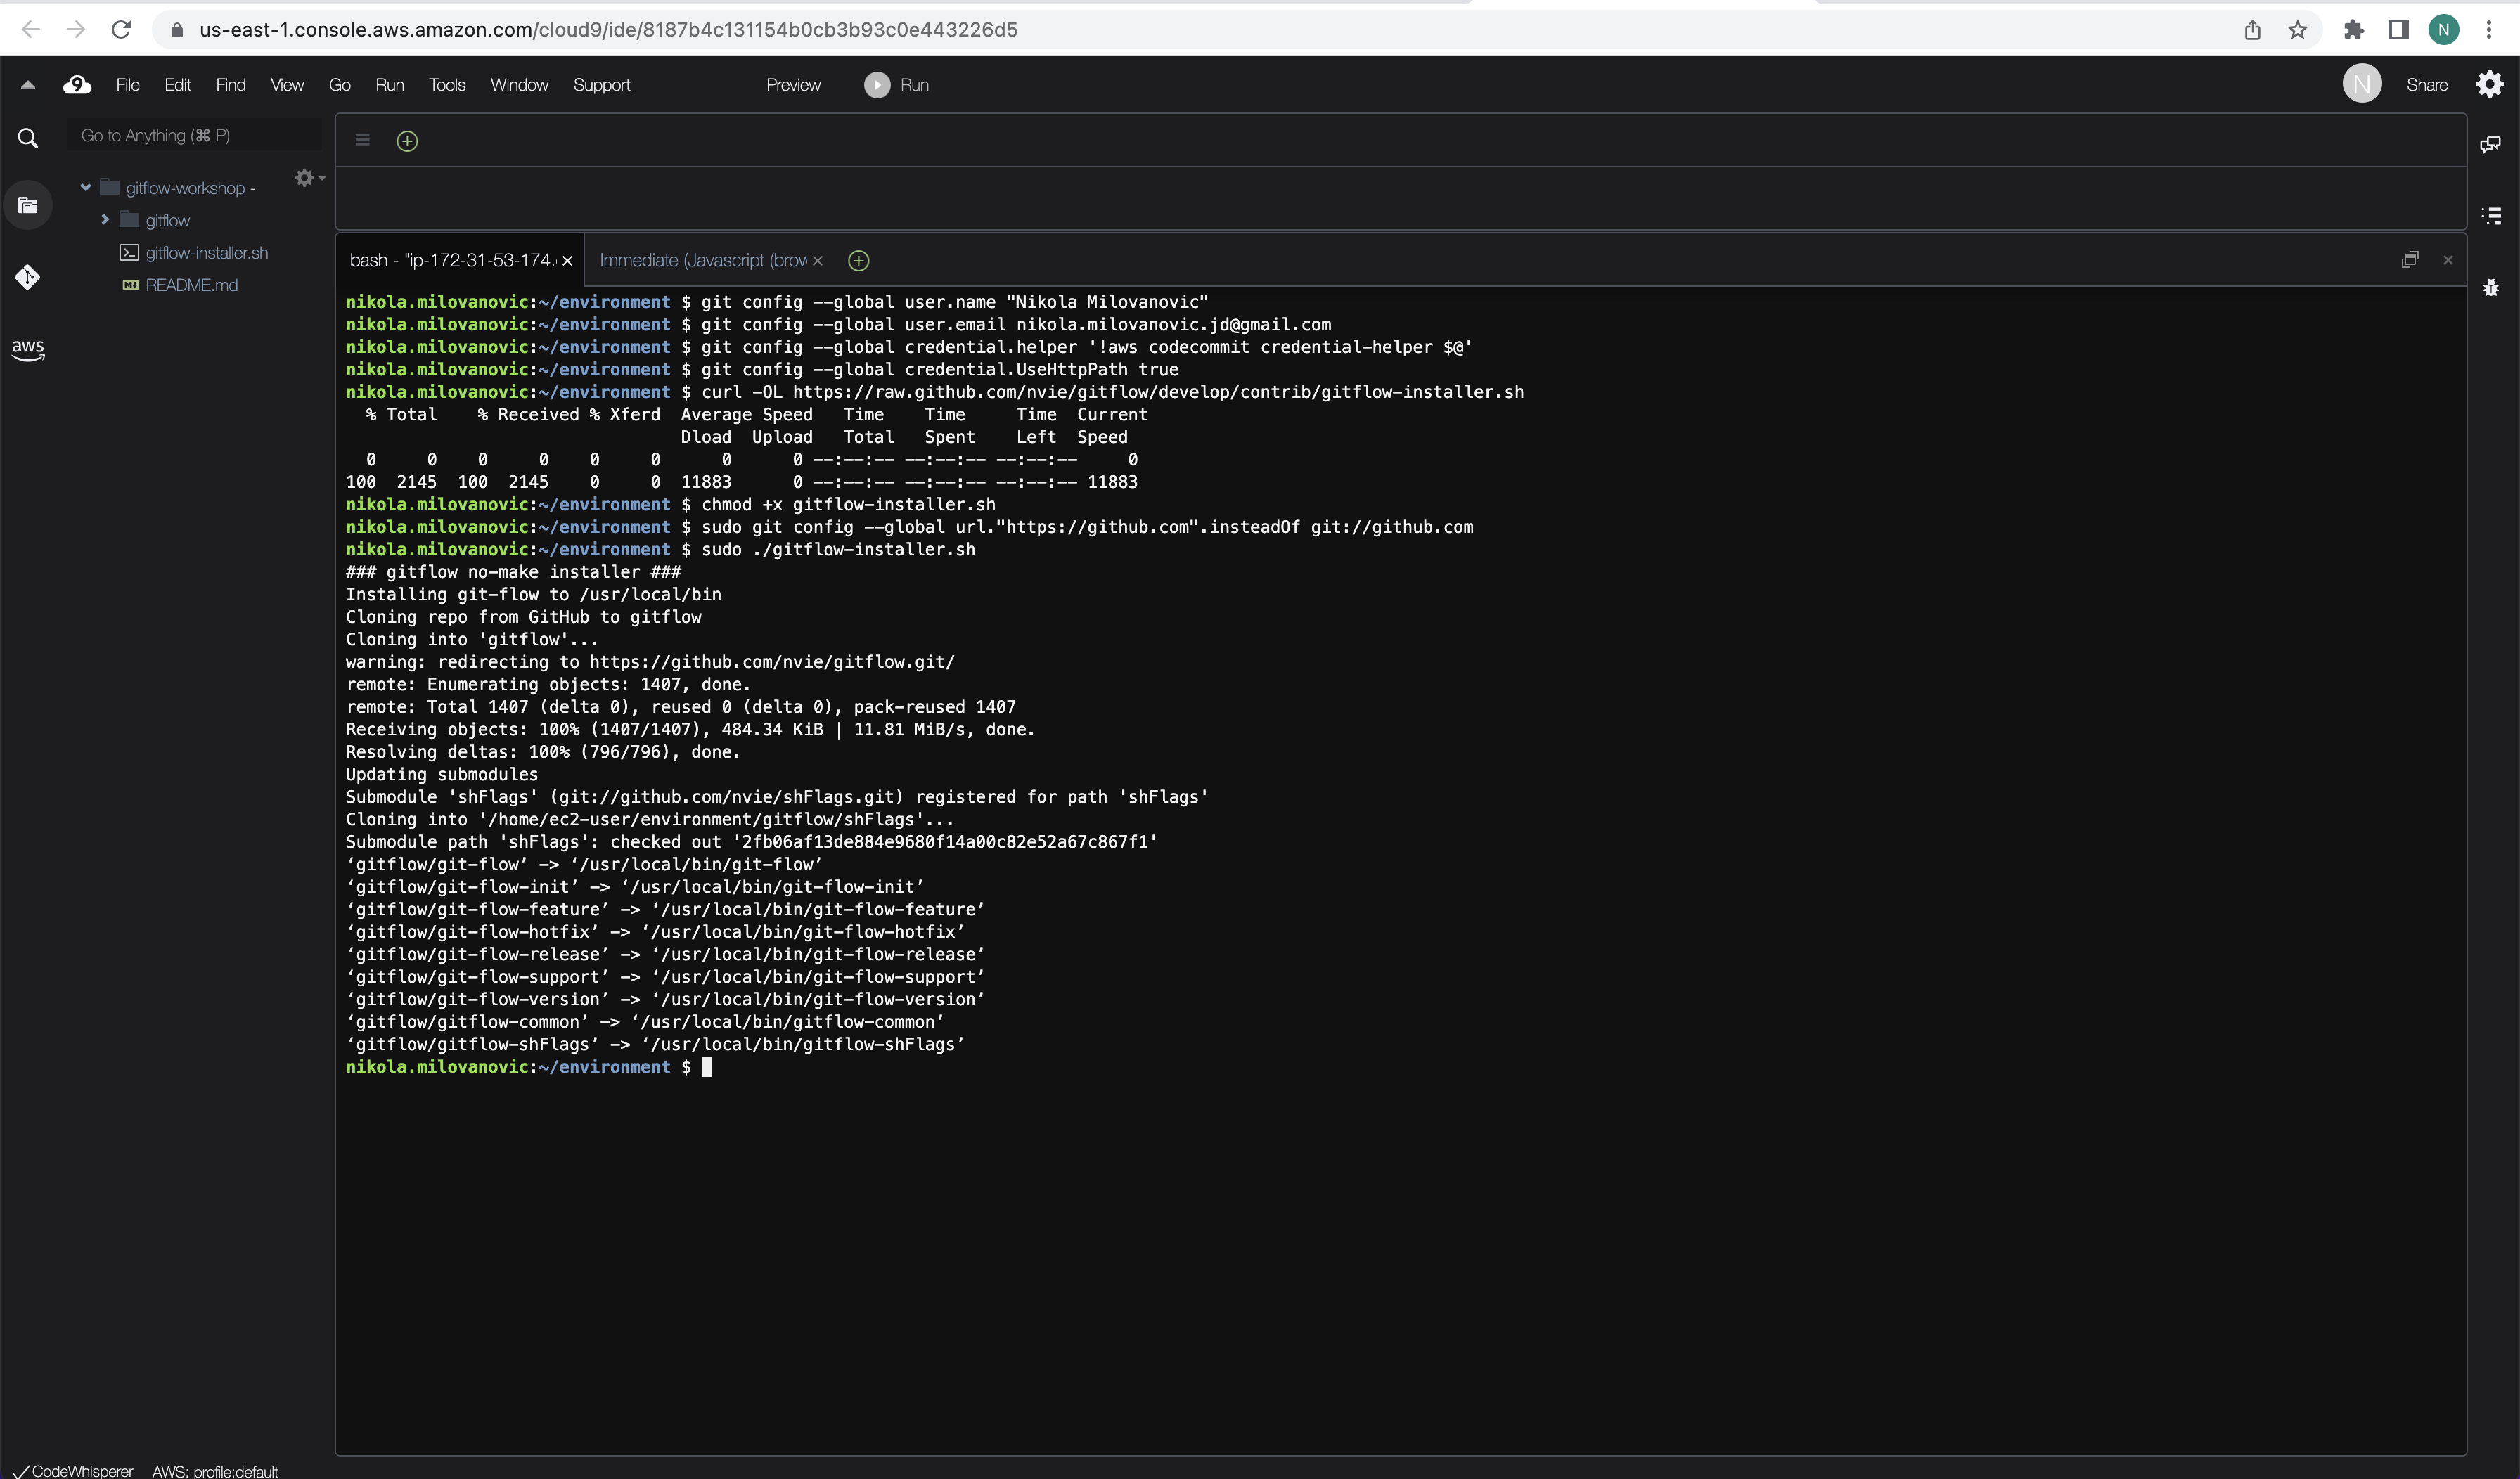 us-east-1.console.aws.amazon.com/cloud9/ide/8187b4c131154b0cb3b93c0e443226d5
N
9 File Edit Find View Go Run Tools Window Support Preview Run N Share
Go to Anything (⌘ P)
gitflow-workshop -
gitflow
gitflow-installer.sh
README.md
aws
bash - "ip-172-31-53-174. Immediate (Javascript (brow
nikola.milovanovic:~/environment $ git config --global user.name "Nikola Milovanovic"
nikola.milovanovic:~/environment $ git config --global user.email nikola.milovanovic.jd@gmail.com
nikola.milovanovic:~/environment $ git config --global credential.helper '!aws codecommit credential-helper $@'
nikola.milovanovic:~/environment $ git config --global credential.UseHttpPath true
nikola.milovanovic:~/environment $ curl -OL https://raw.github.com/nvie/gitflow/develop/contrib/gitflow-installer.sh
% Total % Received % Xferd Average Speed Time Time Time Current
Dload Upload Total Spent Left Speed
0 0 0 0 0 0 0 0 --:--:-- --:--:-- --:--:-- 0
100 2145 100 2145 0 0 11883 0 --:--:-- --:--:-- --:--:-- 11883
nikola.milovanovic:~/environment $ chmod +x gitflow-installer.sh
nikola.milovanovic:~/environment $ sudo git config --global url."https://github.com".insteadOf git://github.com
nikola.milovanovic:~/environment $ sudo ./gitflow-installer.sh
### gitflow no-make installer ###
Installing git-flow to /usr/local/bin
Cloning repo from GitHub to gitflow
Cloning into 'gitflow'...
warning: redirecting to https://github.com/nvie/gitflow.git/
remote: Enumerating objects: 1407, done.
remote: Total 1407 (delta 0), reused 0 (delta 0), pack-reused 1407
Receiving objects: 100% (1407/1407), 484.34 KiB | 11.81 MiB/s, done.
Resolving deltas: 100% (796/796), done.
Updating submodules
Submodule 'shFlags' (git://github.com/nvie/shFlags.git) registered for path 'shFlags'
Cloning into '/home/ec2-user/environment/gitflow/shFlags'...
Submodule path 'shFlags': checked out '2fb06af13de884e9680f14a00c82e52a67c867f1'
‘gitflow/git-flow’ -> ‘/usr/local/bin/git-flow’
‘gitflow/git-flow-init’ -> ‘/usr/local/bin/git-flow-init’
‘gitflow/git-flow-feature’ -> ‘/usr/local/bin/git-flow-feature’
‘gitflow/git-flow-hotfix’ -> ‘/usr/local/bin/git-flow-hotfix’
‘gitflow/git-flow-release’ -> ‘/usr/local/bin/git-flow-release’
‘gitflow/git-flow-support’ -> ‘/usr/local/bin/git-flow-support’
‘gitflow/git-flow-version’ -> ‘/usr/local/bin/git-flow-version’
‘gitflow/gitflow-common’ -> ‘/usr/local/bin/gitflow-common’
‘gitflow/gitflow-shFlags’ -> ‘/usr/local/bin/gitflow-shFlags’
nikola.milovanovic:~/environment $
CodeWhisperer AWS: profile:default